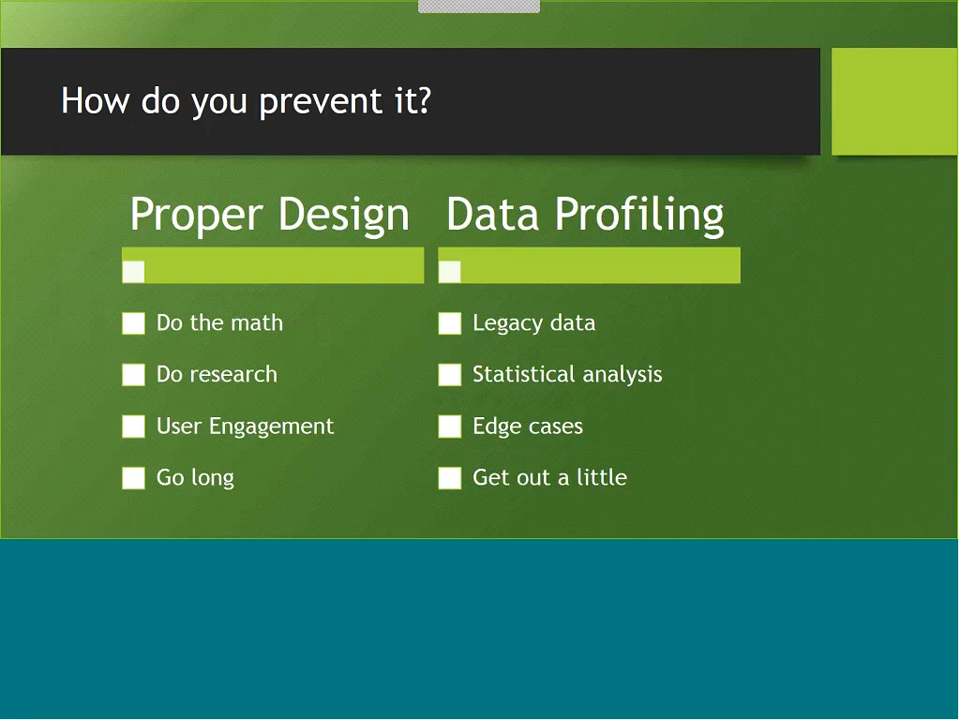 How do you prevent it?
Proper Design
Do the math
Do research
User Engagement
Go long
Data Profiling
Legacy data
Statistical analysis
Edge cases
Get out a little